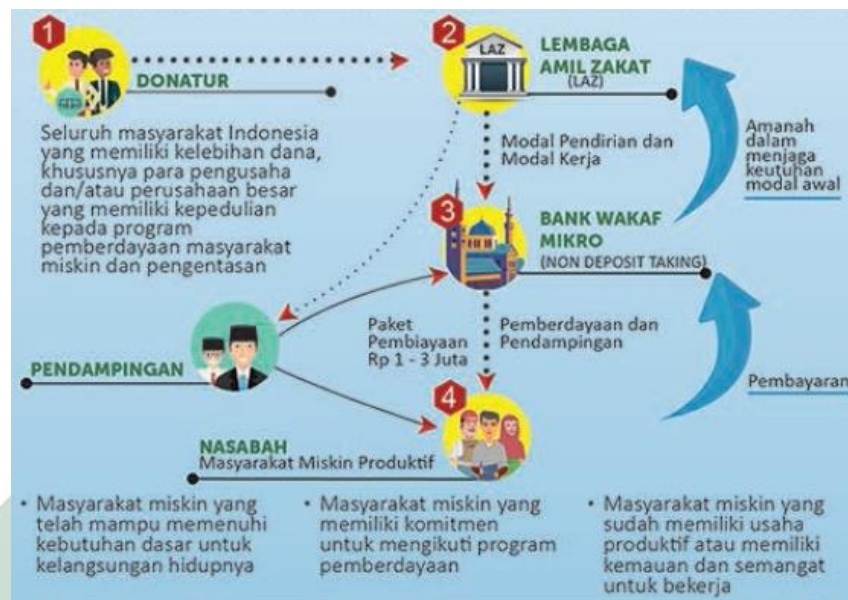 1
DONATUR
Seluruh masyarakat Indonesia
yang memiliki kelebihan dana,
khususnya para pengusaha
dan/atau perusahaan besar
yang memiliki kepedulian
kepada program
pemberdayaan masyarakat
miskin dan pengentasan
2
LAZ
LEMBAGA
AMIL ZAKAT
(LAZ)
Modal Pendirian dan
Modal Kerja
Amanah
dalam
menjaga
keutuhan
modal awal
3
BANK WAKAF
MIKRO
(NON DEPOSIT TAKING)
PENDAMPINGAN
Paket
Pembiayaan
Rp 1 - 3 Juta
Pemberdayaan dan
Pendampingan
Pembayaran
4
NASABAH
Masyarakat Miskin Produktif
• Masyarakat miskin yang
telah mampu memenuhi
kebutuhan dasar untuk
kelangsungan hidupnya
• Masyarakat miskin yang
memiliki komitmen
untuk mengikuti program
pemberdayaan
• Masyarakat miskin yang
sudah memiliki usaha
produktif atau memiliki
kemauan dan semangat
untuk bekerja